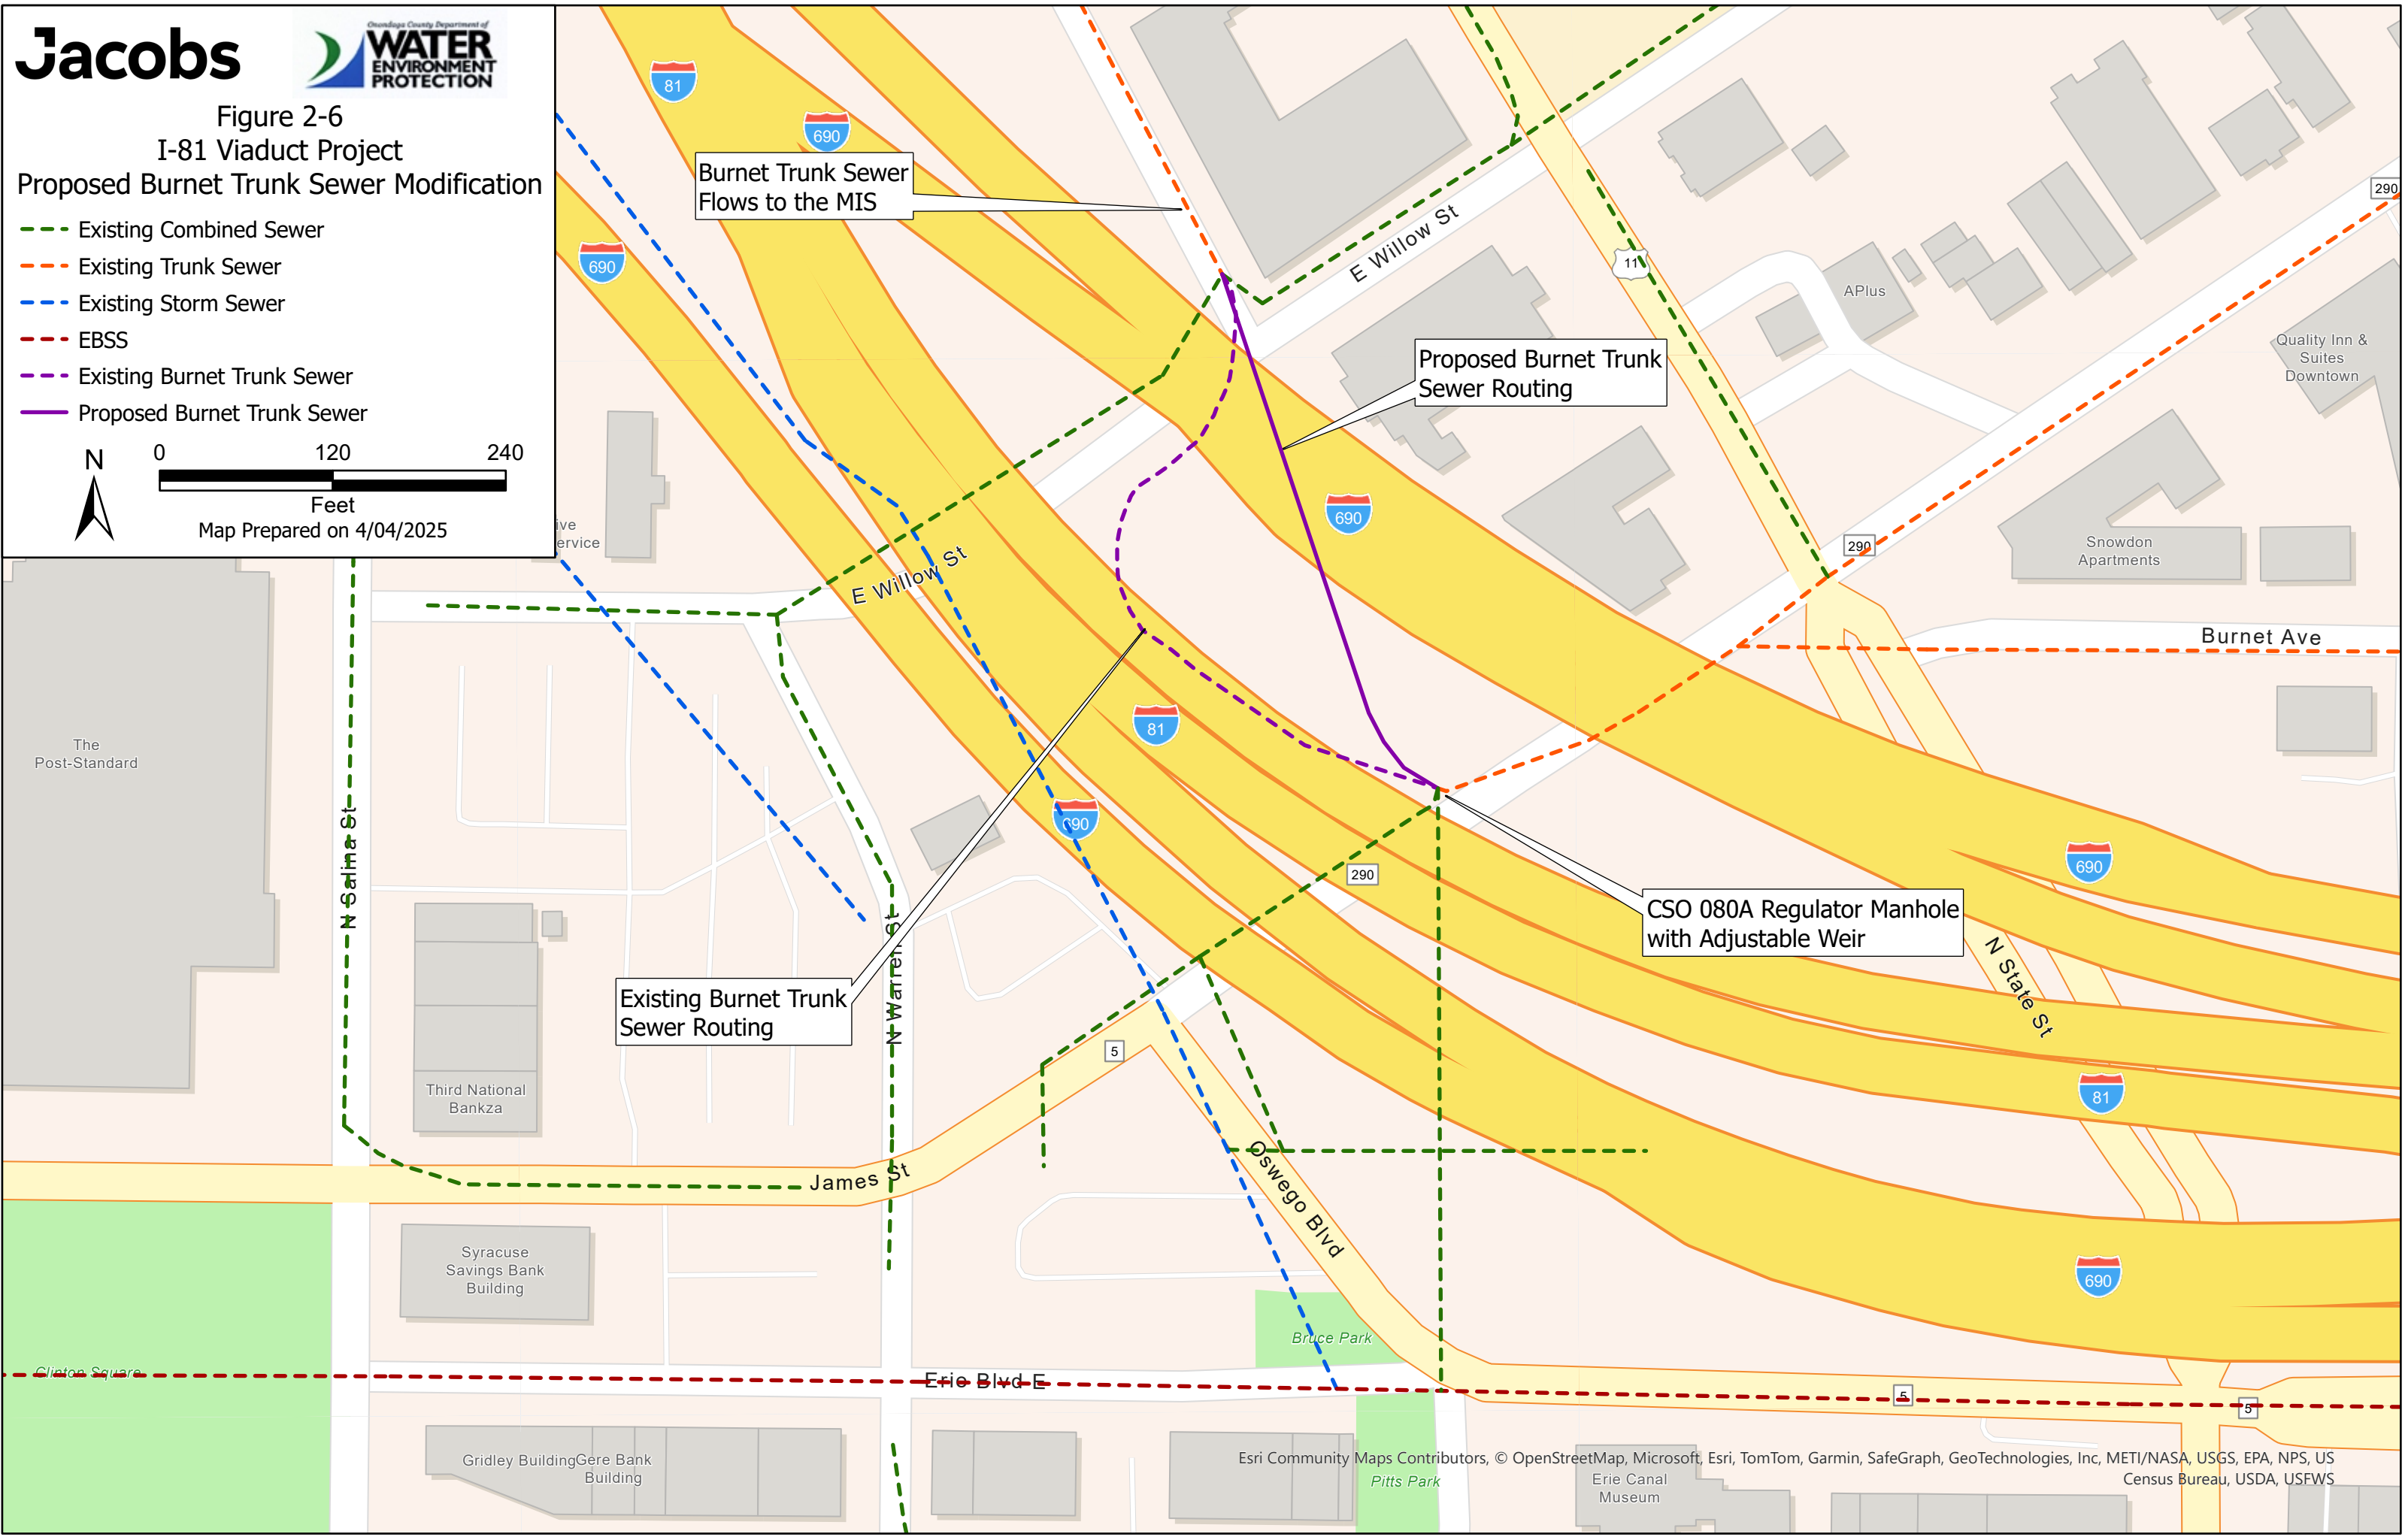 Jacobs
Onondaga County Department of
WATER
ENVIRONMENT
PROTECTION
Figure 2-6
I-81 Viaduct Project
Proposed Burnet Trunk Sewer Modification
Existing Combined Sewer
Existing Trunk Sewer
Existing Storm Sewer
EBSS
Existing Burnet Trunk Sewer
Proposed Burnet Trunk Sewer
N
0 120 240
Feet
Map Prepared on 4/04/2025
81
690
Burnet Trunk Sewer
Flows to the MIS
690
E Willow St
11
290
APlus
Quality Inn &
Suites
Downtown
Proposed Burnet Trunk
Sewer Routing
690
ive
ervice
E Willow St
290
Snowdon
Apartments
Burnet Ave
The
Post-Standard
81
690
N Salina St
290
690
CSO 080A Regulator Manhole
with Adjustable Weir
N Warren St
N State St
Existing Burnet Trunk
Sewer Routing
5
81
Third National
Bankza
James St
Oswego Blvd
Syracuse
Savings Bank
Building
690
Bruce Park
Clinton Square
Erie Blvd E
5
5
Gridley Building
Gere Bank
Building
Pitts Park
Erie Canal
Museum
Esri Community Maps Contributors, © OpenStreetMap, Microsoft, Esri, TomTom, Garmin, SafeGraph, GeoTechnologies, Inc, METI/NASA, USGS, EPA, NPS, US
Census Bureau, USDA, USFWS